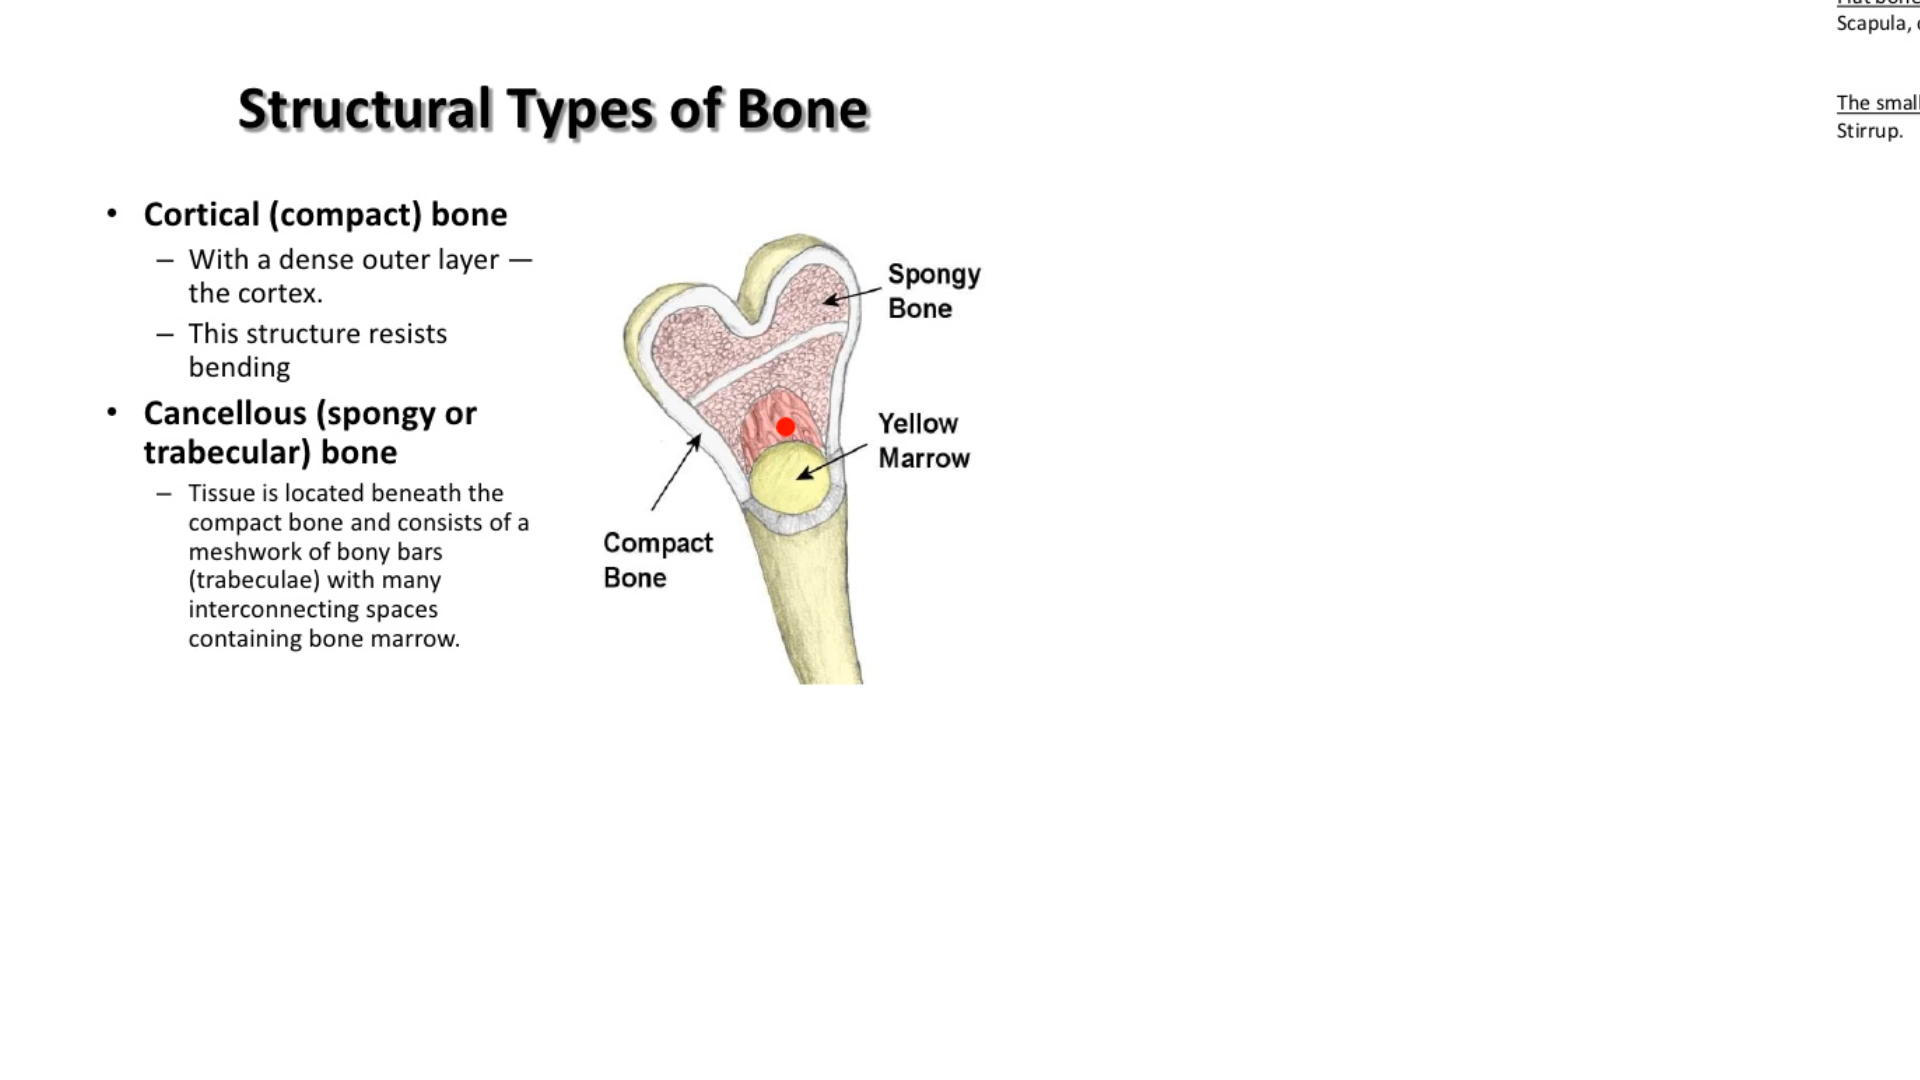 Structural Types of Bone
• Cortical (compact) bone
– With a dense outer layer —
the cortex.
– This structure resists
bending
• Cancellous (spongy or
trabecular) bone
– Tissue is located beneath the
compact bone and consists of a
meshwork of bony bars
(trabeculae) with many
interconnecting spaces
containing bone marrow.
Spongy
Bone
Yellow
Marrow
Compact
Bone
Scapula,
The small
Stirrup.